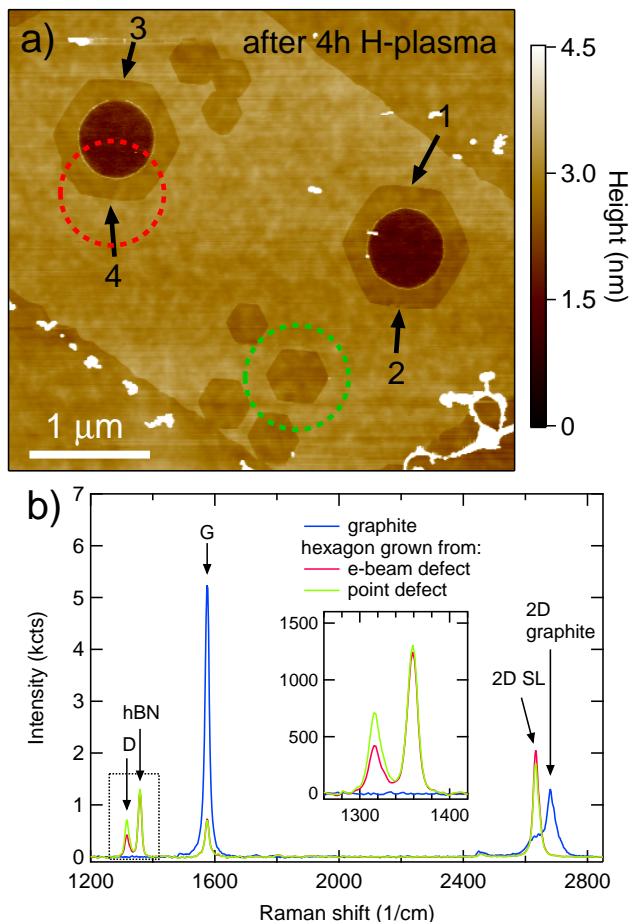 a)
after 4h H-plasma
3
1
4
2
1 μm
4.5
3.0
1.5
0
Height (nm)
b)
7
6
5
4
3
2
1
0
Intensity (kcts)
G
D
hBN
graphite
hexagon grown from:
e-beam defect
point defect
2D
graphite
2D SL
1500
1000
500
0
1300
1400
1200
1600
2000
2400
2800
Raman shift (1/cm)